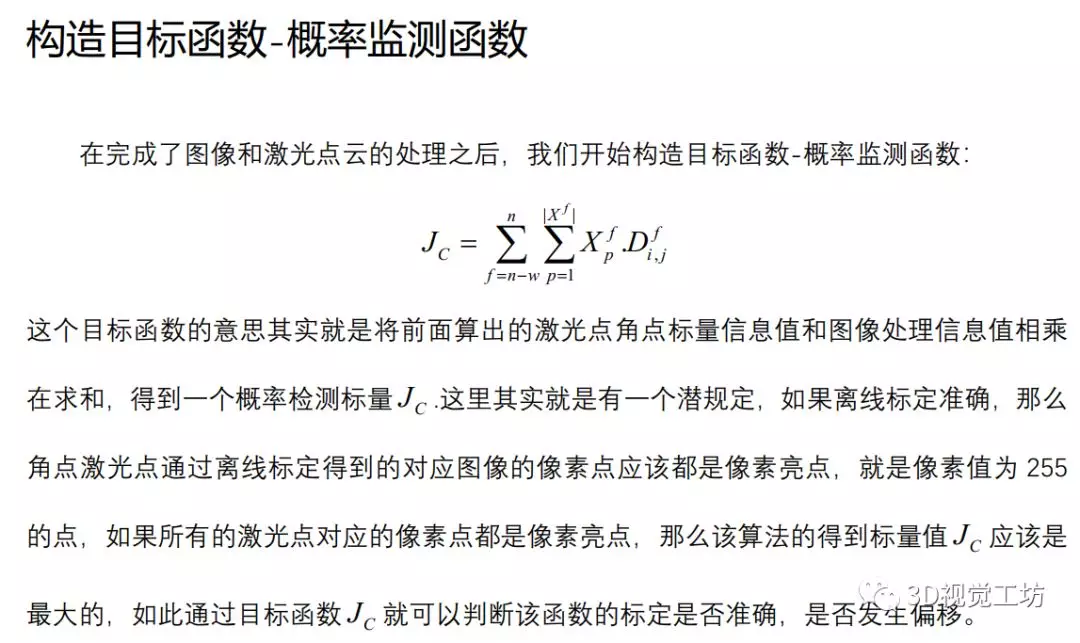 构造目标函数-概率监测函数
在完成了图像和激光点云的处理之后，我们开始构造目标函数-概率监测函数：
J_C = \sum_{f=n-w}^{n} \sum_{p=1}^{|X^f|} X_p^f . D_{i,j}^f
这个目标函数的意思其实就是将前面算出的激光点角点标量信息值和图像处理信息值相乘
在求和，得到一个概率检测标量 J_C .这里其实就是有一个潜规定，如果离线标定准确，那么
角点激光点通过离线标定得到的对应图像的像素点应该都是像素亮点，就是像素值为 255
的点，如果所有的激光点对应的像素点都是像素亮点，那么该算法的得到标量值 J_C 应该是
最大的，如此通过目标函数 J_C 就可以判断该函数的标定是否准确，是否发生偏移。
3D视觉工坊